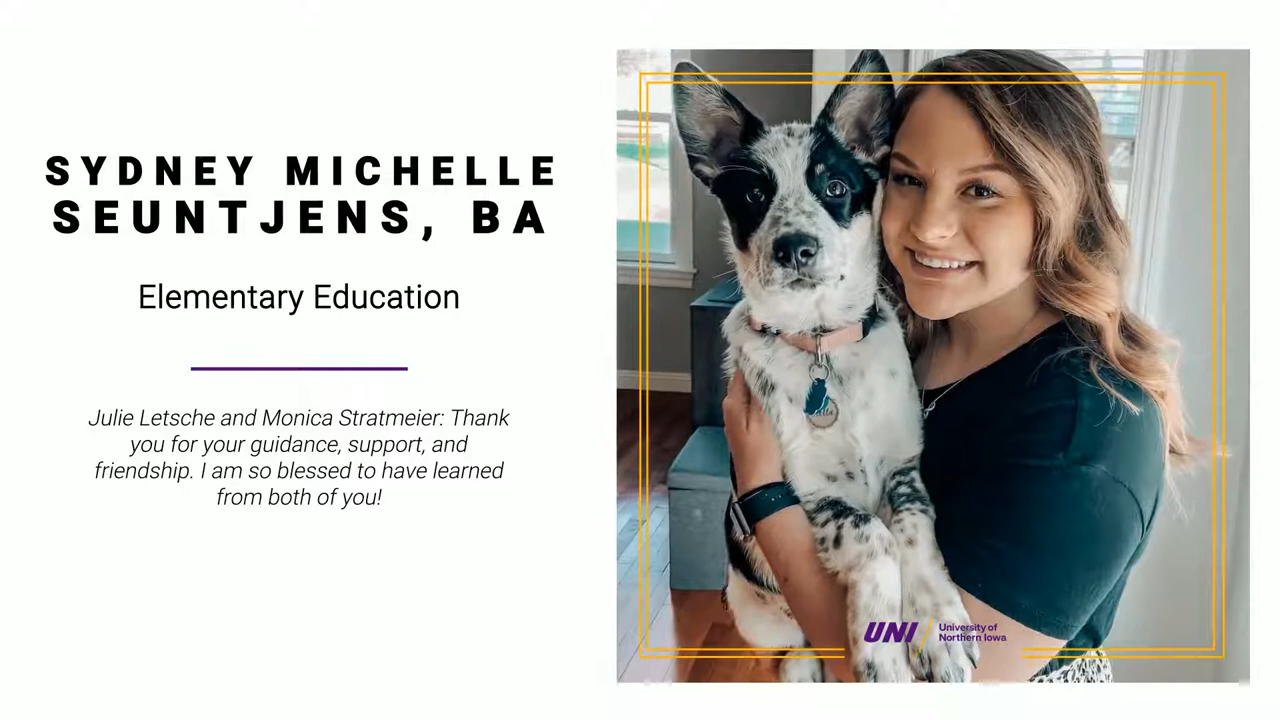 SYDNEY MICHELLE
SEUNTJENS, BA
Elementary Education
Julie Letsche and Monica Stratmeier: Thank
you for your guidance, support, and
friendship. I am so blessed to have learned
from both of you!
UNI
University of
Northern Iowa